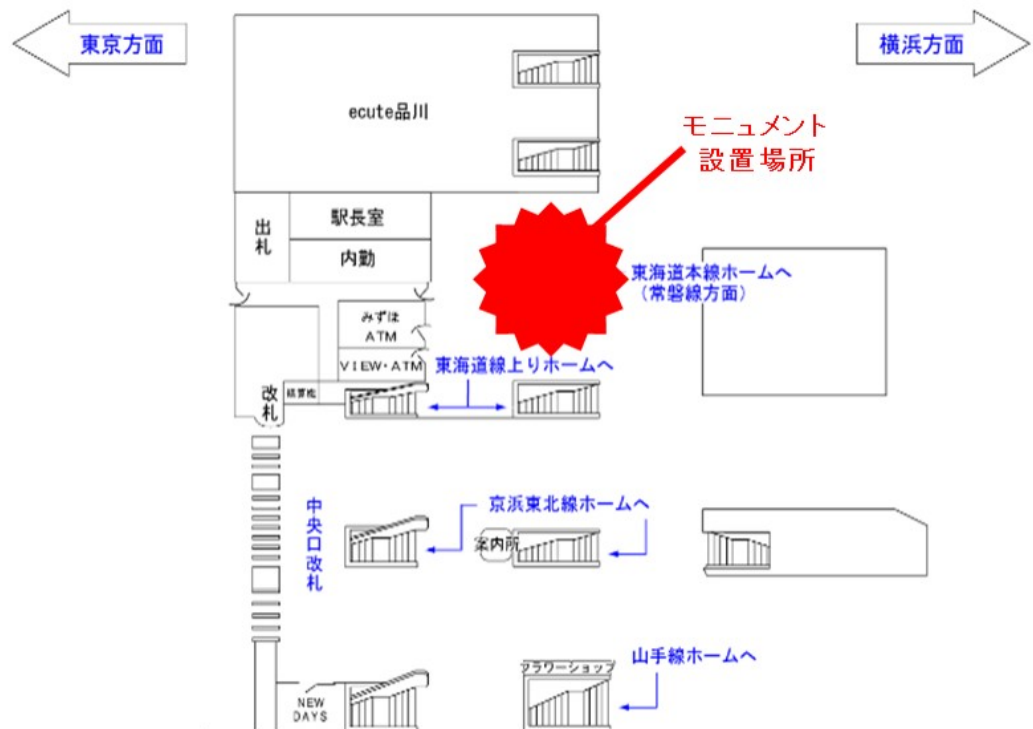 東京方面
横浜方面
ecute品川
モニュメント
設置場所
出札
駅長室
内勤
東海道本線ホームへ
(常磐線方面)
みずほ
ATM
VIEW・ATM
東海道線上りホームへ
改札
中央口改札
京浜東北線ホームへ
案内所
山手線ホームへ
フラワーショップ
NEW
DAYS